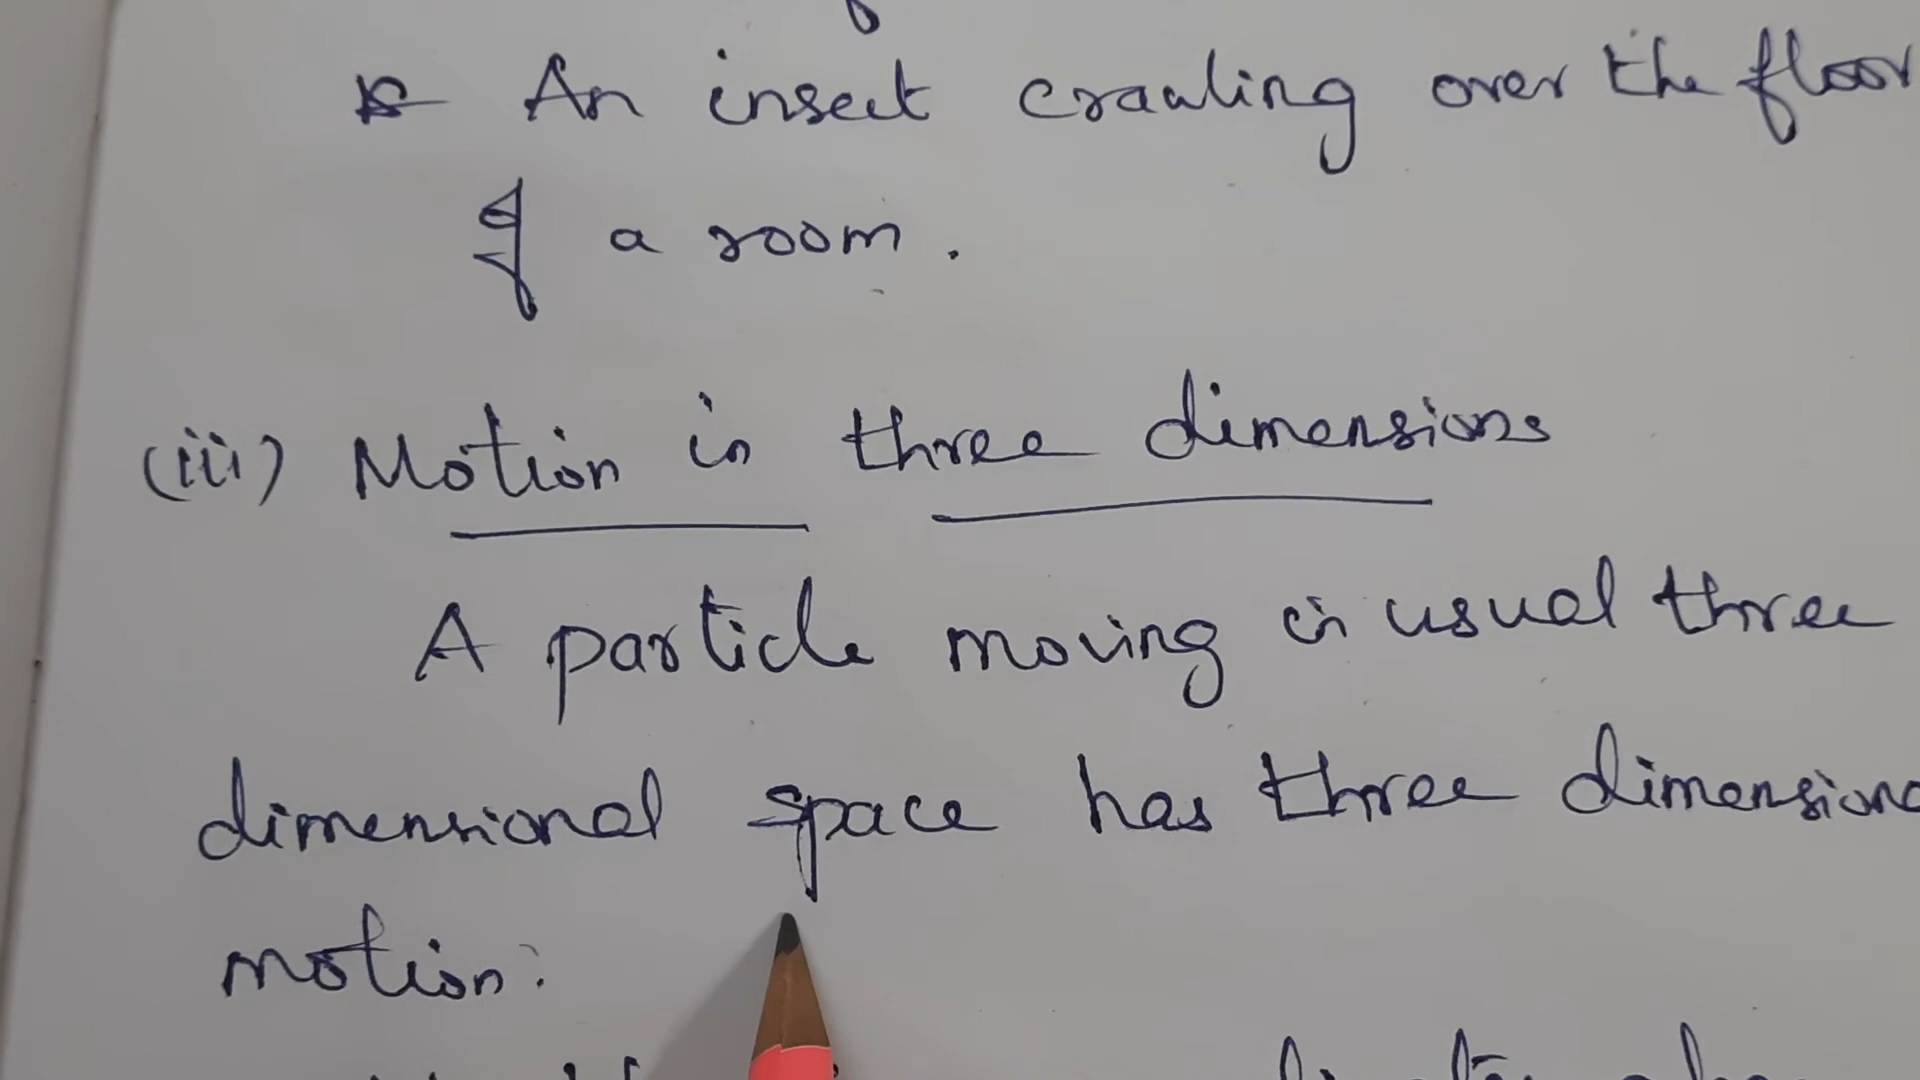 An insect crawling over the floor
of a room.
(iii) Motion in three dimensions
A particle moving in usual three
dimensional space has three dimensiona
motion.